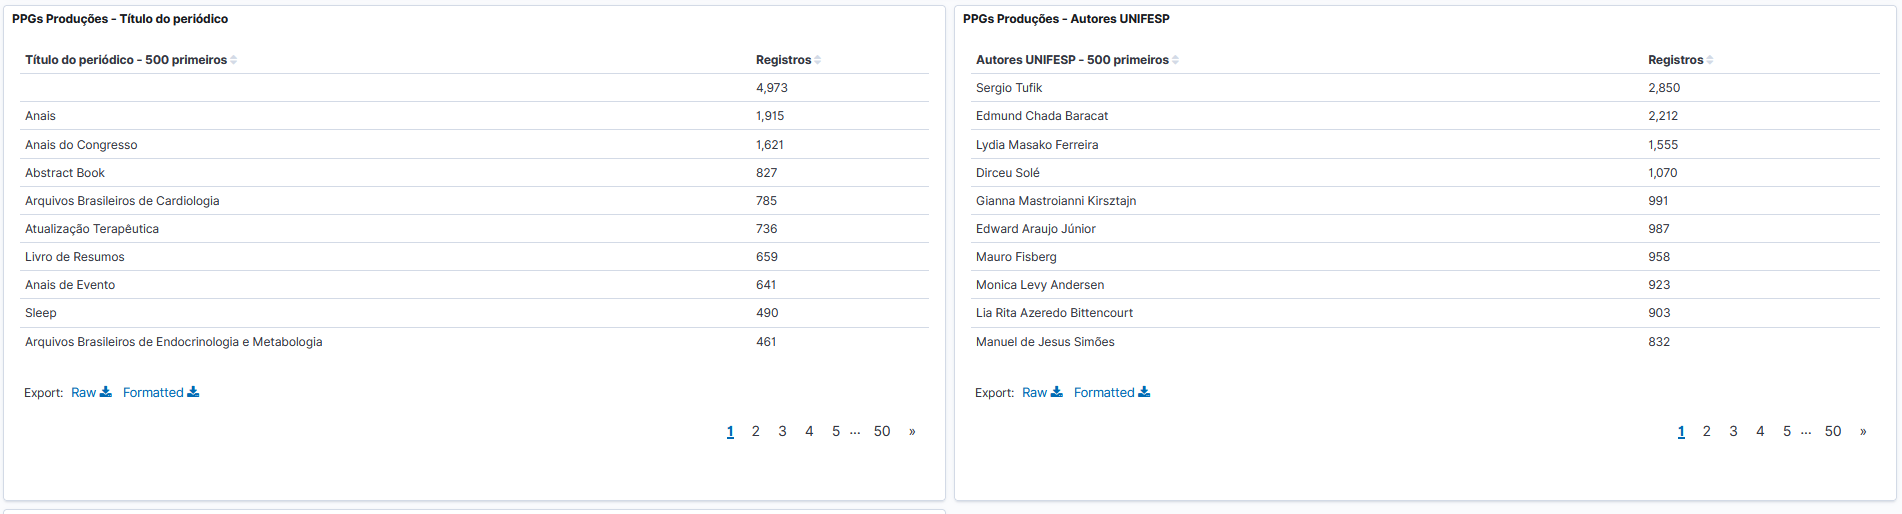 PPGs Produções - Título do periódico
Título do periódico - 500 primeiros Registros
4,973
Anais 1,915
Anais do Congresso 1,621
Abstract Book 827
Arquivos Brasileiros de Cardiologia 785
Atualização Terapêutica 736
Livro de Resumos 659
Anais de Evento 641
Sleep 490
Arquivos Brasileiros de Endocrinologia e Metabologia 461
Export: Raw Formatted
1 2 3 4 5 ... 50 »
PPGs Produções - Autores UNIFESP
Autores UNIFESP - 500 primeiros Registros
Sergio Tufik 2,850
Edmund Chada Baracat 2,212
Lydia Masako Ferreira 1,555
Dirceu Solé 1,070
Gianna Mastroianni Kirsztajn 991
Edward Araujo Júnior 987
Mauro Fisberg 958
Monica Levy Andersen 923
Lia Rita Azeredo Bittencourt 903
Manuel de Jesus Simões 832
Export: Raw Formatted
1 2 3 4 5 ... 50 »